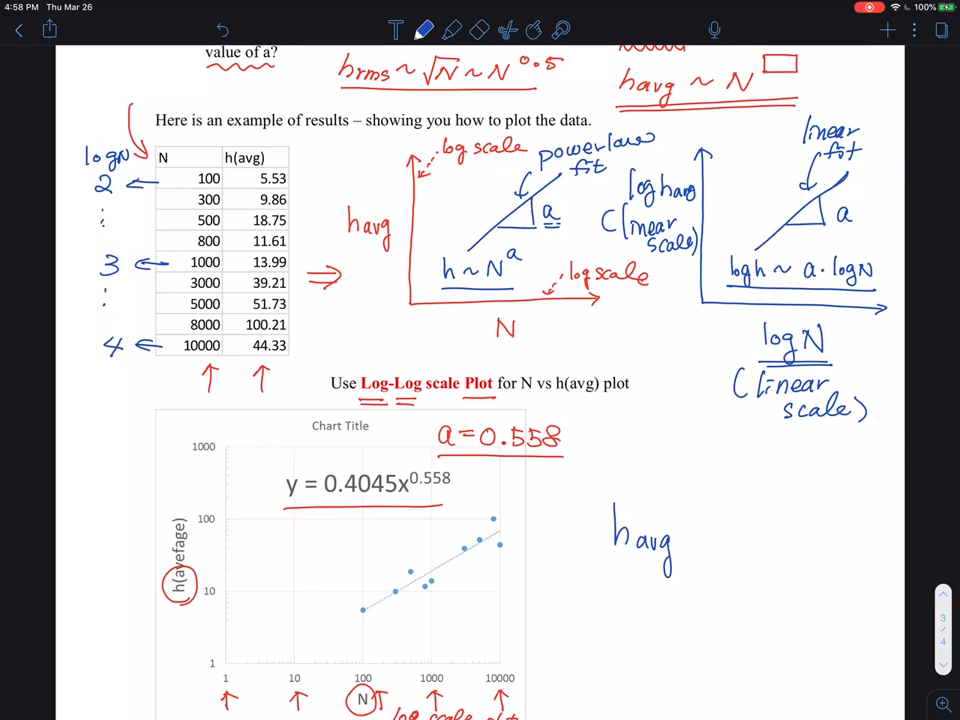 4:58 PM Thu Mar 26
100%
value of a?
hrms ~ √N ~ N^0.5
havg ~ N
Here is an example of results – showing you how to plot the data.
logN
N h(avg)
2 ← 100 5.53
300 9.86
500 18.75
800 11.61
3 ← 1000 13.99
3000 39.21
5000 51.73
8000 100.21
4 ← 10000 44.33
log scale
power law
fit
havg
a
h ~ N^a
log scale
N
linear
fit
log havg
(linear
scale)
a
logh ~ a · logN
log N
(linear
scale)
Use Log-Log scale Plot for N vs h(avg) plot
Chart Title
a = 0.558
y = 0.4045x^0.558
h(avefage)
1000
100
10
1
1 10 100 1000 10000
N
log scale
havg
3
/
4